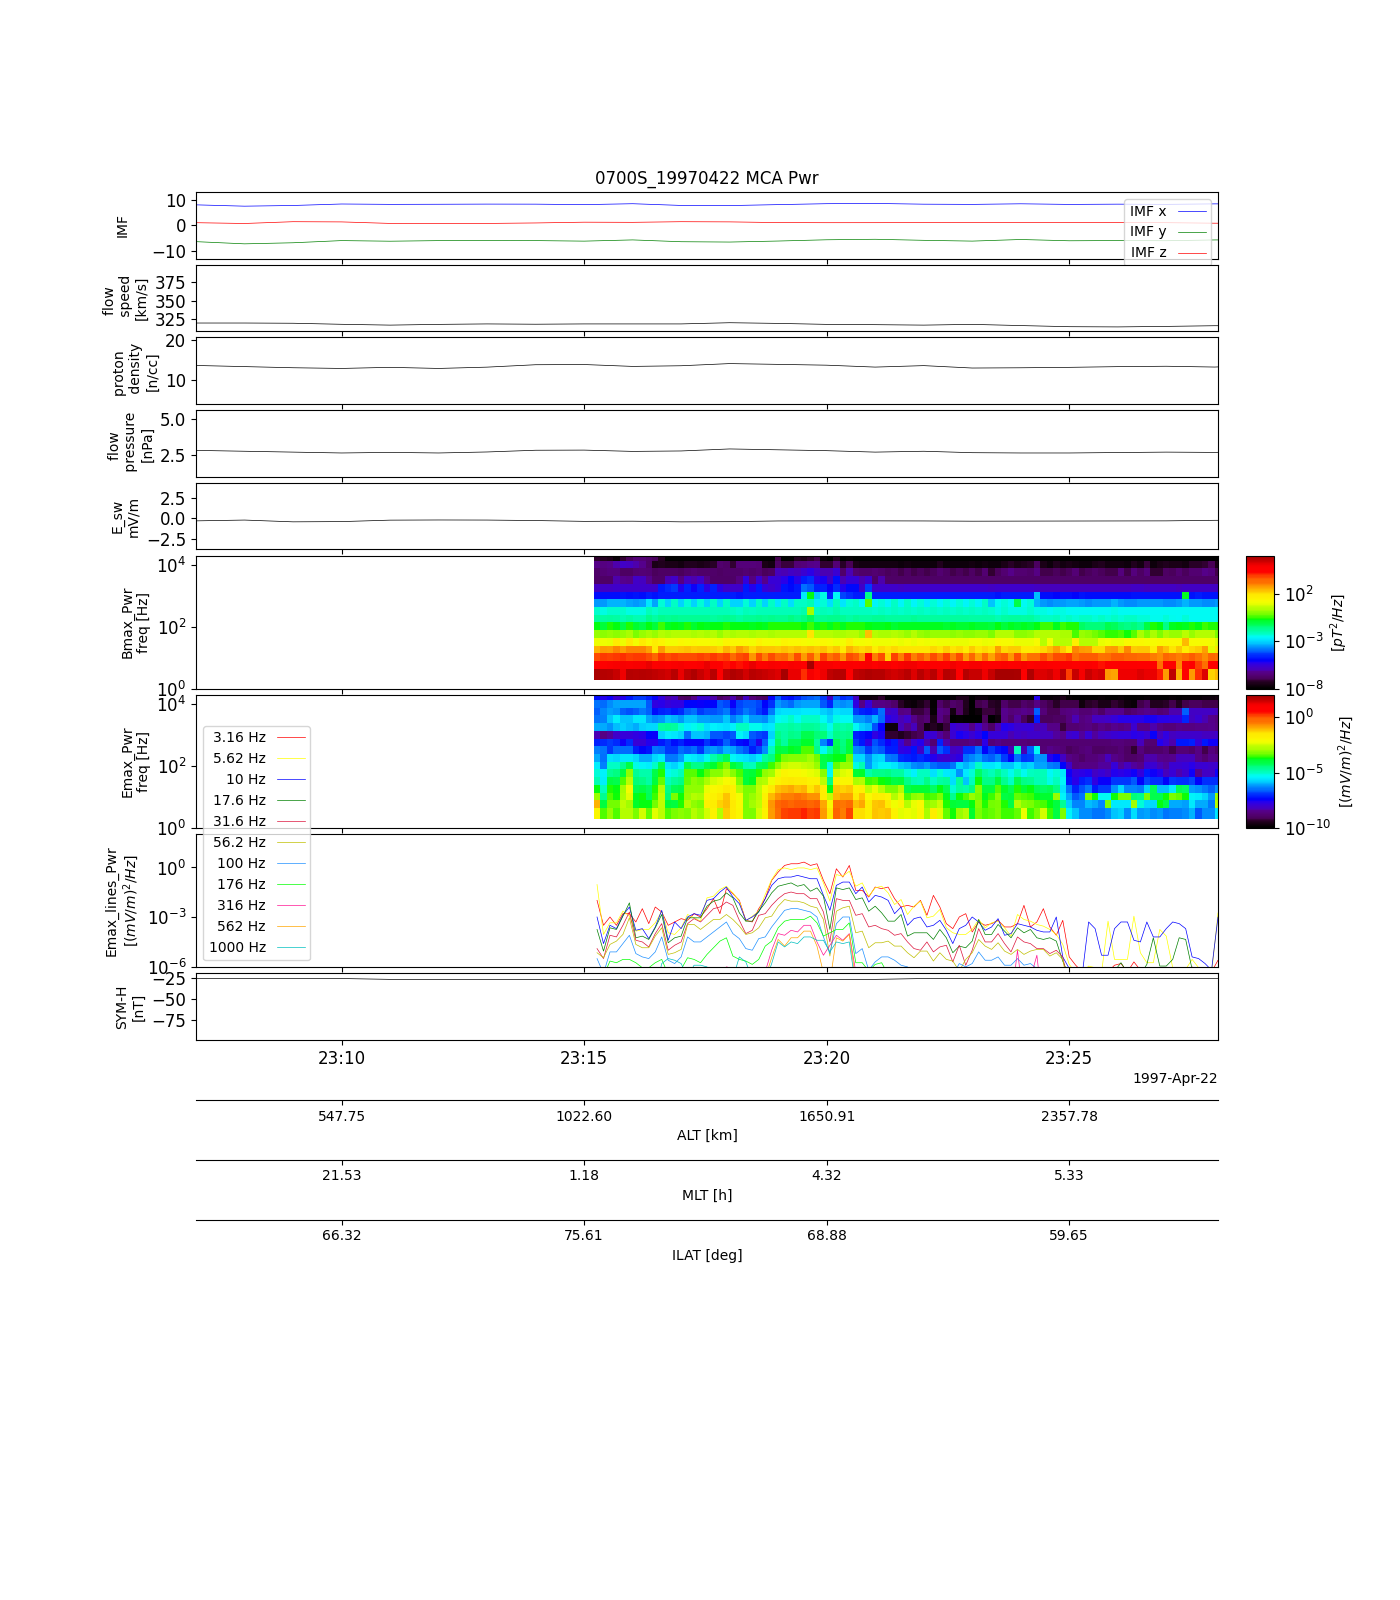 0700S_19970422 MCA Pwr
IMF
10
0
−10
IMF x
IMF y
IMF z
flow
speed
[km/s]
375
350
325
proton
density
[n/cc]
20
10
flow
pressure
[nPa]
5.0
2.5
E_sw
mV/m
2.5
0.0
−2.5
Bmax_Pwr
freq [Hz]
10^4
10^2
10^0
10^2
10^−3
10^−8
[pT^2/Hz]
Emax_Pwr
freq [Hz]
10^4
10^2
10^0
10^0
10^−5
10^−10
[(mV/m)^2/Hz]
3.16 Hz
5.62 Hz
10 Hz
17.6 Hz
31.6 Hz
56.2 Hz
100 Hz
176 Hz
316 Hz
562 Hz
1000 Hz
Emax_lines_Pwr
[(mV/m)^2/Hz]
10^0
10^−3
10^−6
SYM-H
[nT]
−25
−50
−75
23:10 23:15 23:20 23:25
1997-Apr-22
547.75 1022.60 1650.91 2357.78
ALT [km]
21.53 1.18 4.32 5.33
MLT [h]
66.32 75.61 68.88 59.65
ILAT [deg]